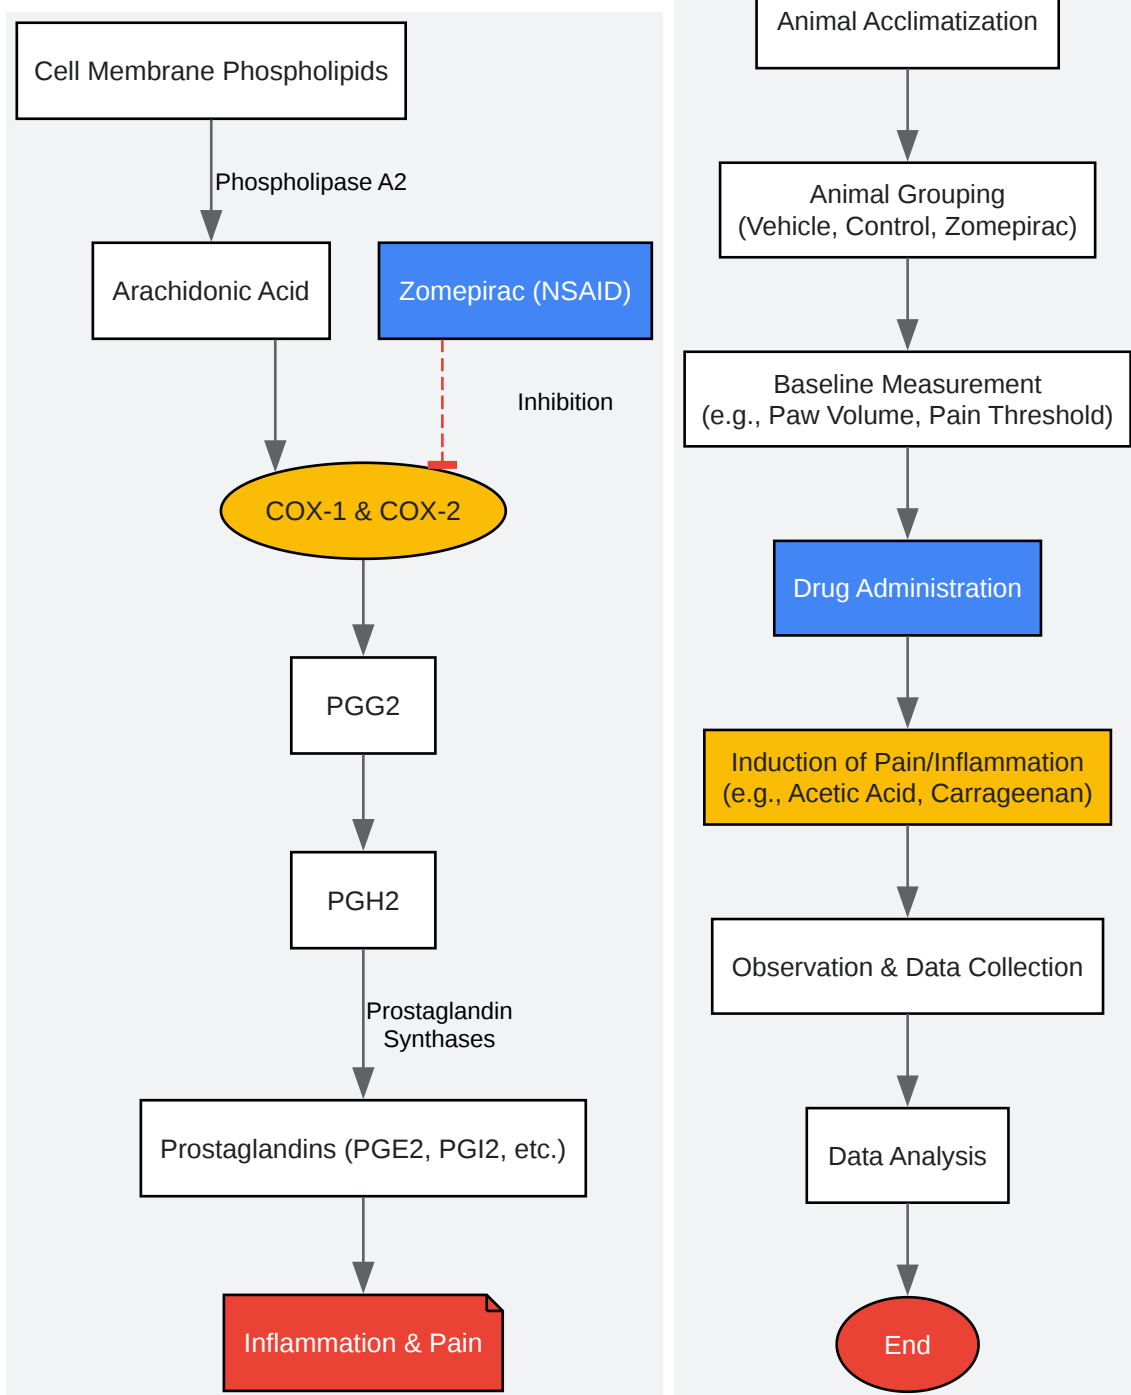 Cell Membrane Phospholipids
Phospholipase A2
Arachidonic Acid
Zomepirac (NSAID)
Inhibition
COX-1 & COX-2
PGG2
PGH2
Prostaglandin
Synthases
Prostaglandins (PGE2, PGI2, etc.)
Inflammation & Pain
Animal Acclimatization
Animal Grouping
(Vehicle, Control, Zomepirac)
Baseline Measurement
(e.g., Paw Volume, Pain Threshold)
Drug Administration
Induction of Pain/Inflammation
(e.g., Acetic Acid, Carrageenan)
Observation & Data Collection
Data Analysis
End